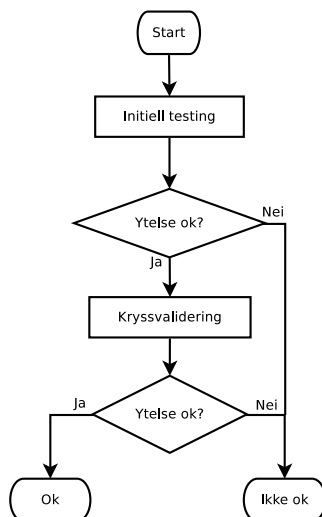 Start
Initiell testing
Ytelse ok?
Nei
Ja
Kryssvalidering
Ja
Ytelse ok?
Nei
Ok
Ikke ok